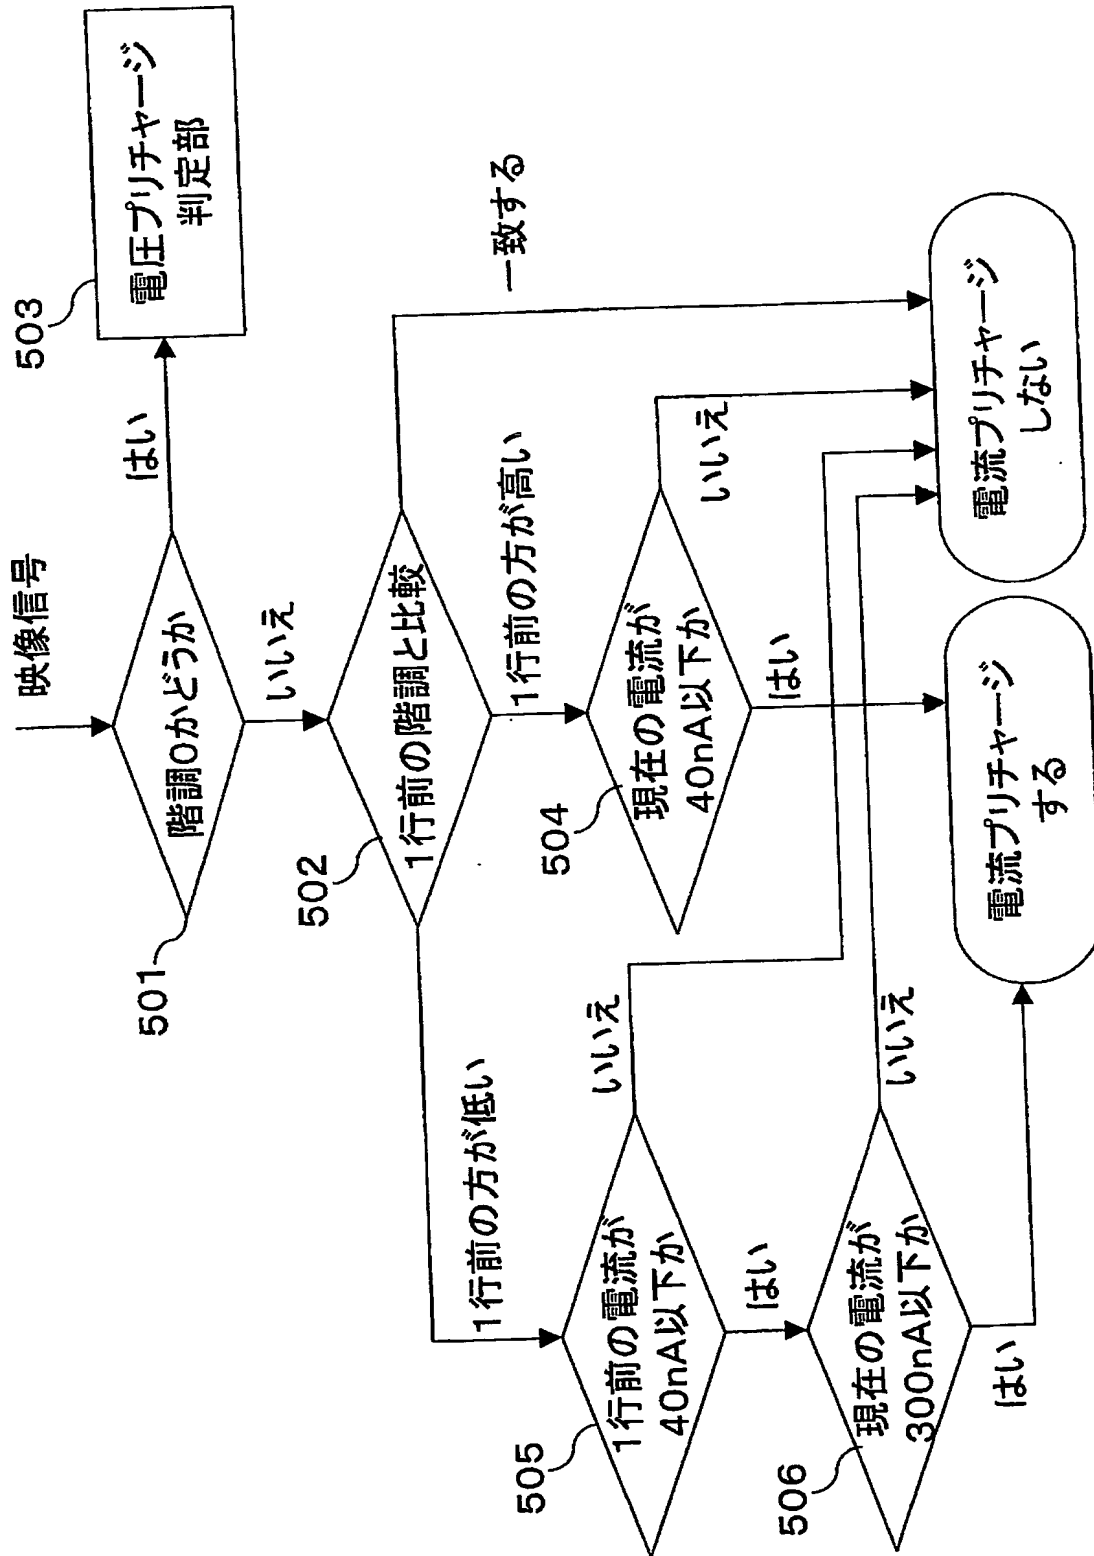 映像信号
501
階調0かどうか
はい
503
電圧プリチャージ
判定部
いいえ
502
1行前の階調と比較
一致する
1行前の方が低い
1行前の方が高い
504
現在の電流が
40nA以下か
いいえ
はい
505
1行前の電流が
40nA以下か
いいえ
はい
506
現在の電流が
300nA以下か
いいえ
はい
電流プリチャージ
する
電流プリチャージ
しない